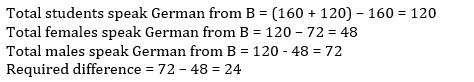 Total students speak German from B = (160 + 120) – 160 = 120
Total females speak German from B = 120 – 72 = 48
Total males speak German from B = 120 - 48 = 72
Required difference = 72 – 48 = 24